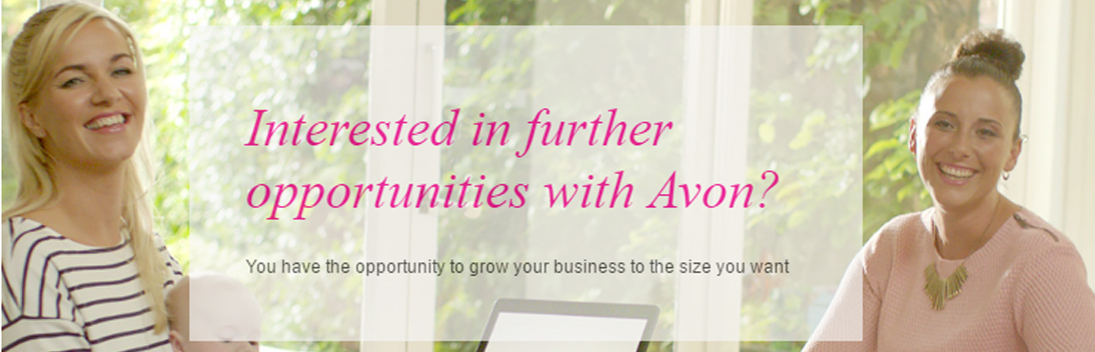 Interested in further
opportunities with Avon?
You have the opportunity to grow your business to the size you want